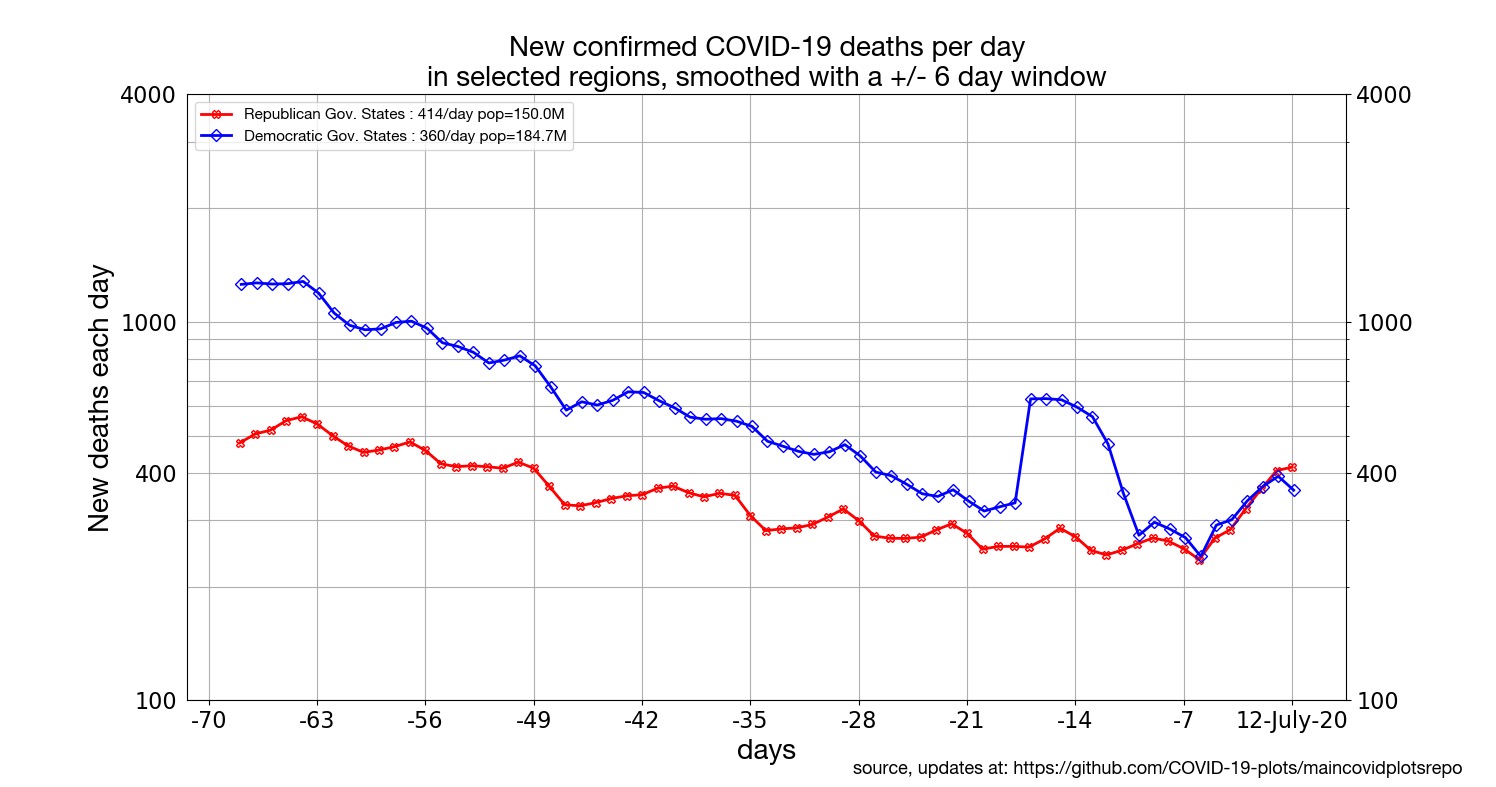 New confirmed COVID-19 deaths per day
in selected regions, smoothed with a +/- 6 day window
4000
4000
Republican Gov. States : 414/day pop=150.0M
Democratic Gov. States : 360/day pop=184.7M
New deaths each day
1000
1000
400
400
100
100
-70 -63 -56 -49 -42 -35 -28 -21 -14 -7 12-July-20
days
source, updates at: https://github.com/COVID-19-plots/maincovidplotsrepo